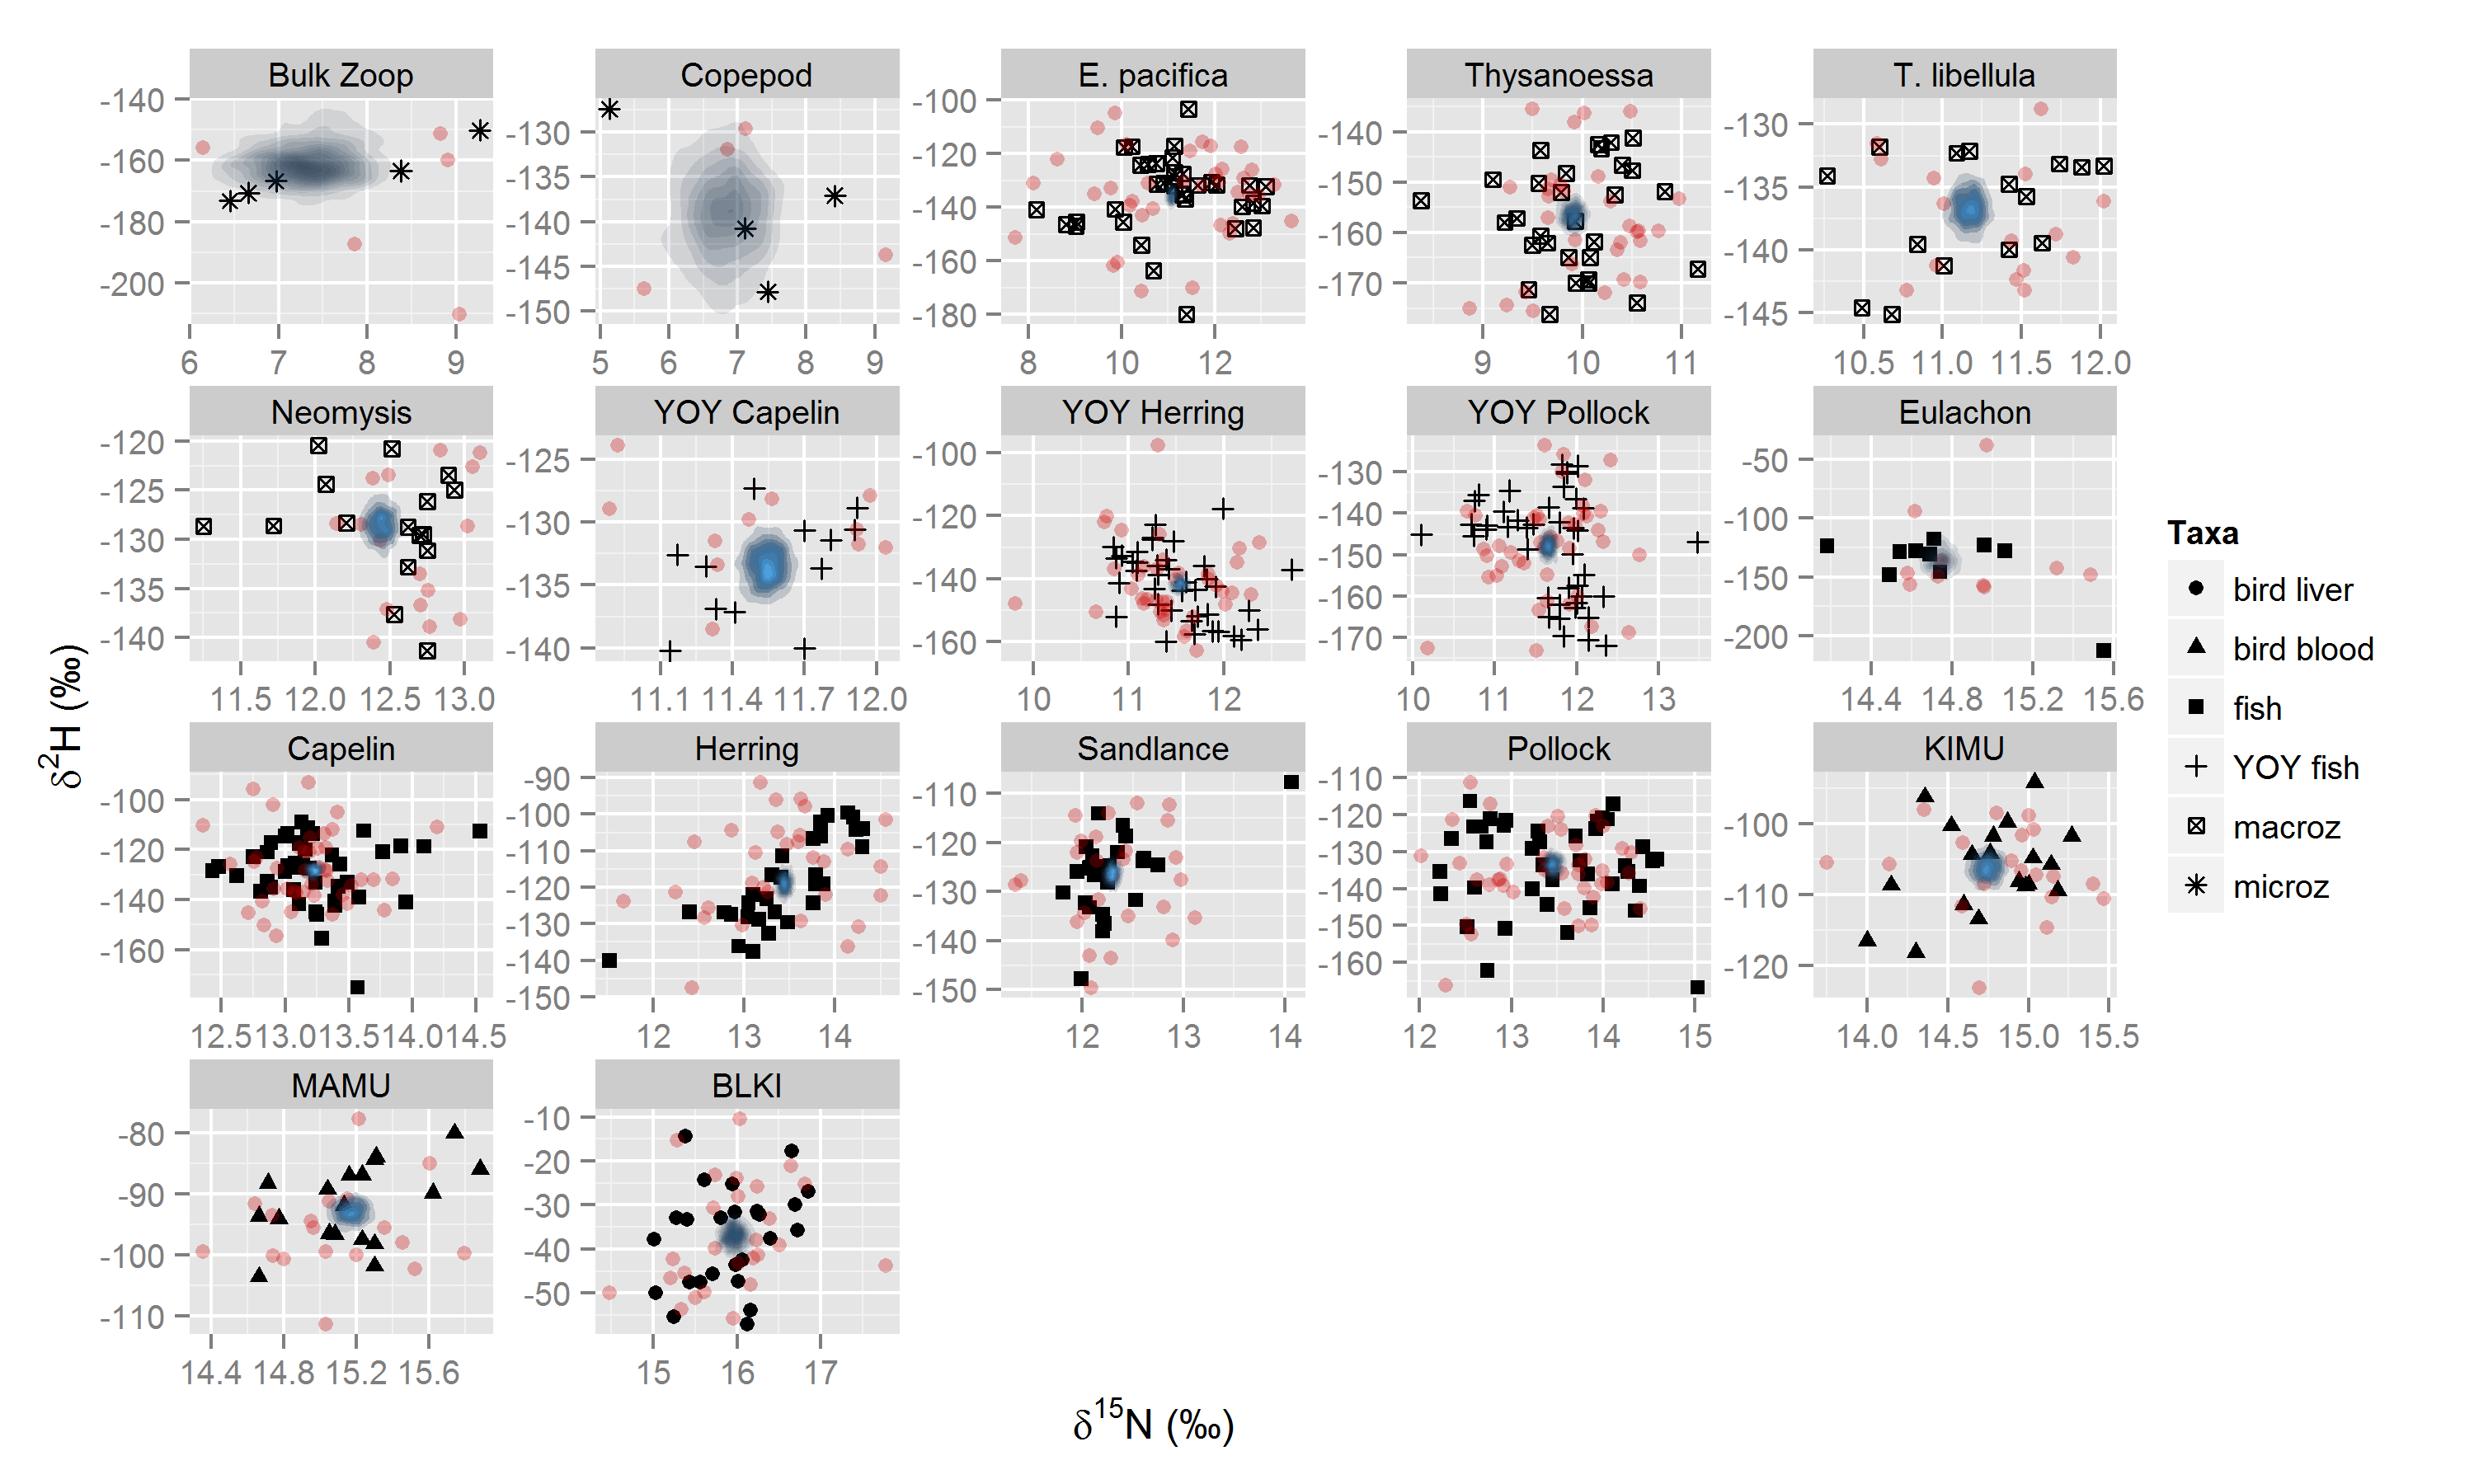 Bulk Zoop Copepod E. pacifica Thysanoessa T. libellula
-140 -160 -180 -200
6 7 8 9
-130 -135 -140 -145 -150
5 6 7 8 9
-100 -120 -140 -160 -180
8 10 12
-140 -150 -160 -170
9 10 11
-130 -135 -140 -145
10.5 11.0 11.5 12.0
Neomysis YOY Capelin YOY Herring YOY Pollock Eulachon
-120 -125 -130 -135 -140
11.5 12.0 12.5 13.0
-125 -130 -135 -140
11.1 11.4 11.7 12.0
-100 -120 -140 -160
10 11 12
-130 -140 -150 -160 -170
10 11 12 13
-50 -100 -150 -200
14.4 14.8 15.2 15.6
Capelin Herring Sandlance Pollock KIMU
-100 -120 -140 -160
12.5 13.0 13.5 14.0 14.5
-90 -100 -110 -120 -130 -140 -150
12 13 14
-110 -120 -130 -140 -150
12 13 14
-110 -120 -130 -140 -150 -160
12 13 14 15
-100 -110 -120
14.0 14.5 15.0 15.5
MAMU BLKI
-80 -90 -100 -110
14.4 14.8 15.2 15.6
-10 -20 -30 -40 -50
15 16 17
δ²H (‰)
δ¹⁵N (‰)
Taxa
bird liver
bird blood
fish
YOY fish
macroz
microz